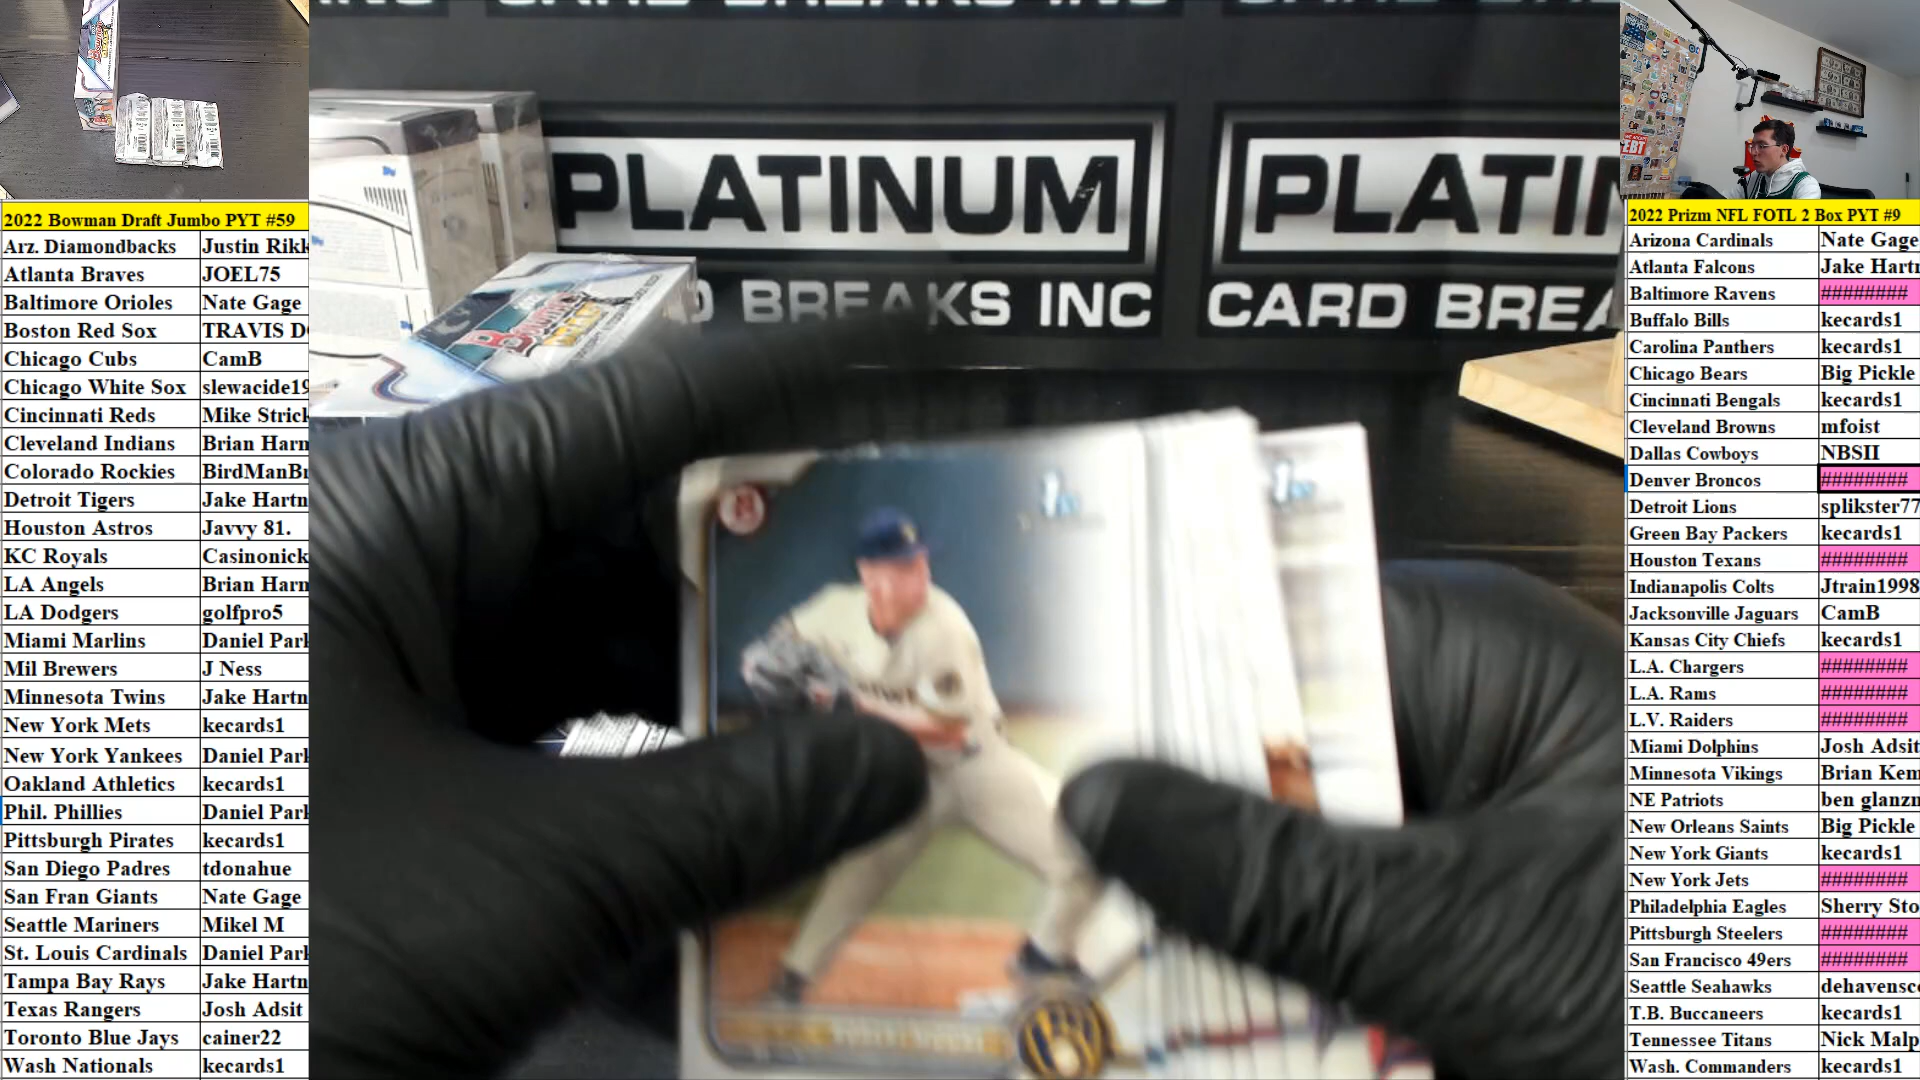 CARD BREAKS INC
PLATINUM
PLATI
BREAKS INC
CARD BREA
Bowman
2022 Bowman Draft Jumbo PYT #59
Arz. Diamondbacks Justin Rikk
Atlanta Braves JOEL75
Baltimore Orioles Nate Gage
Boston Red Sox TRAVIS D
Chicago Cubs CamB
Chicago White Sox slewacide19
Cincinnati Reds Mike Strick
Cleveland Indians Brian Harn
Colorado Rockies BirdManBr
Detroit Tigers Jake Hartn
Houston Astros Javvy 81.
KC Royals Casinonick
LA Angels Brian Harn
LA Dodgers golfpro5
Miami Marlins Daniel Park
Mil Brewers J Ness
Minnesota Twins Jake Hartn
New York Mets kecards1
New York Yankees Daniel Park
Oakland Athletics kecards1
Phil. Phillies Daniel Park
Pittsburgh Pirates kecards1
San Diego Padres tdonahue
San Fran Giants Nate Gage
Seattle Mariners Mikel M
St. Louis Cardinals Daniel Park
Tampa Bay Rays Jake Hartn
Texas Rangers Josh Adsit
Toronto Blue Jays cainer22
Wash Nationals kecards1
2022 Prizm NFL FOTL 2 Box PYT #9
Arizona Cardinals Nate Gage
Atlanta Falcons Jake Hartn
Baltimore Ravens ########
Buffalo Bills kecards1
Carolina Panthers kecards1
Chicago Bears Big Pickle
Cincinnati Bengals kecards1
Cleveland Browns mfoist
Dallas Cowboys NBSII
Denver Broncos ########
Detroit Lions splikster77
Green Bay Packers kecards1
Houston Texans ########
Indianapolis Colts Jtrain1998
Jacksonville Jaguars CamB
Kansas City Chiefs kecards1
L.A. Chargers ########
L.A. Rams ########
L.V. Raiders ########
Miami Dolphins Josh Adsit
Minnesota Vikings Brian Kem
NE Patriots ben glanzn
New Orleans Saints Big Pickle
New York Giants kecards1
New York Jets ########
Philadelphia Eagles Sherry Sto
Pittsburgh Steelers ########
San Francisco 49ers ########
Seattle Seahawks dehavensc
T.B. Buccaneers kecards1
Tennessee Titans Nick Malp
Wash. Commanders kecards1